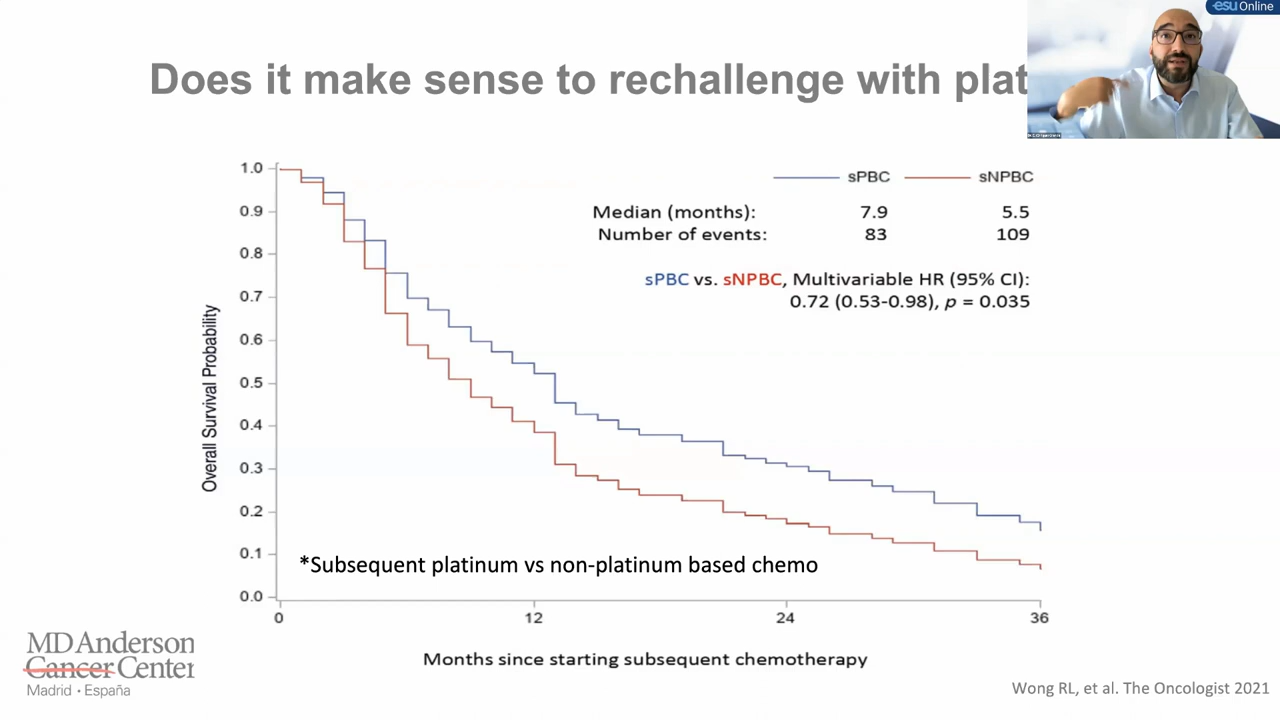 esu Online
Does it make sense to rechallenge with plat
sPBC sNPBC
Median (months): 7.9 5.5
Number of events: 83 109
sPBC vs. sNPBC, Multivariable HR (95% CI):
0.72 (0.53-0.98), p = 0.035
Overall Survival Probability
1.0
0.9
0.8
0.7
0.6
0.5
0.4
0.3
0.2
0.1
0.0
*Subsequent platinum vs non-platinum based chemo
0 12 24 36
Months since starting subsequent chemotherapy
MD Anderson
Cancer Center
Madrid • España
Wong RL, et al. The Oncologist 2021